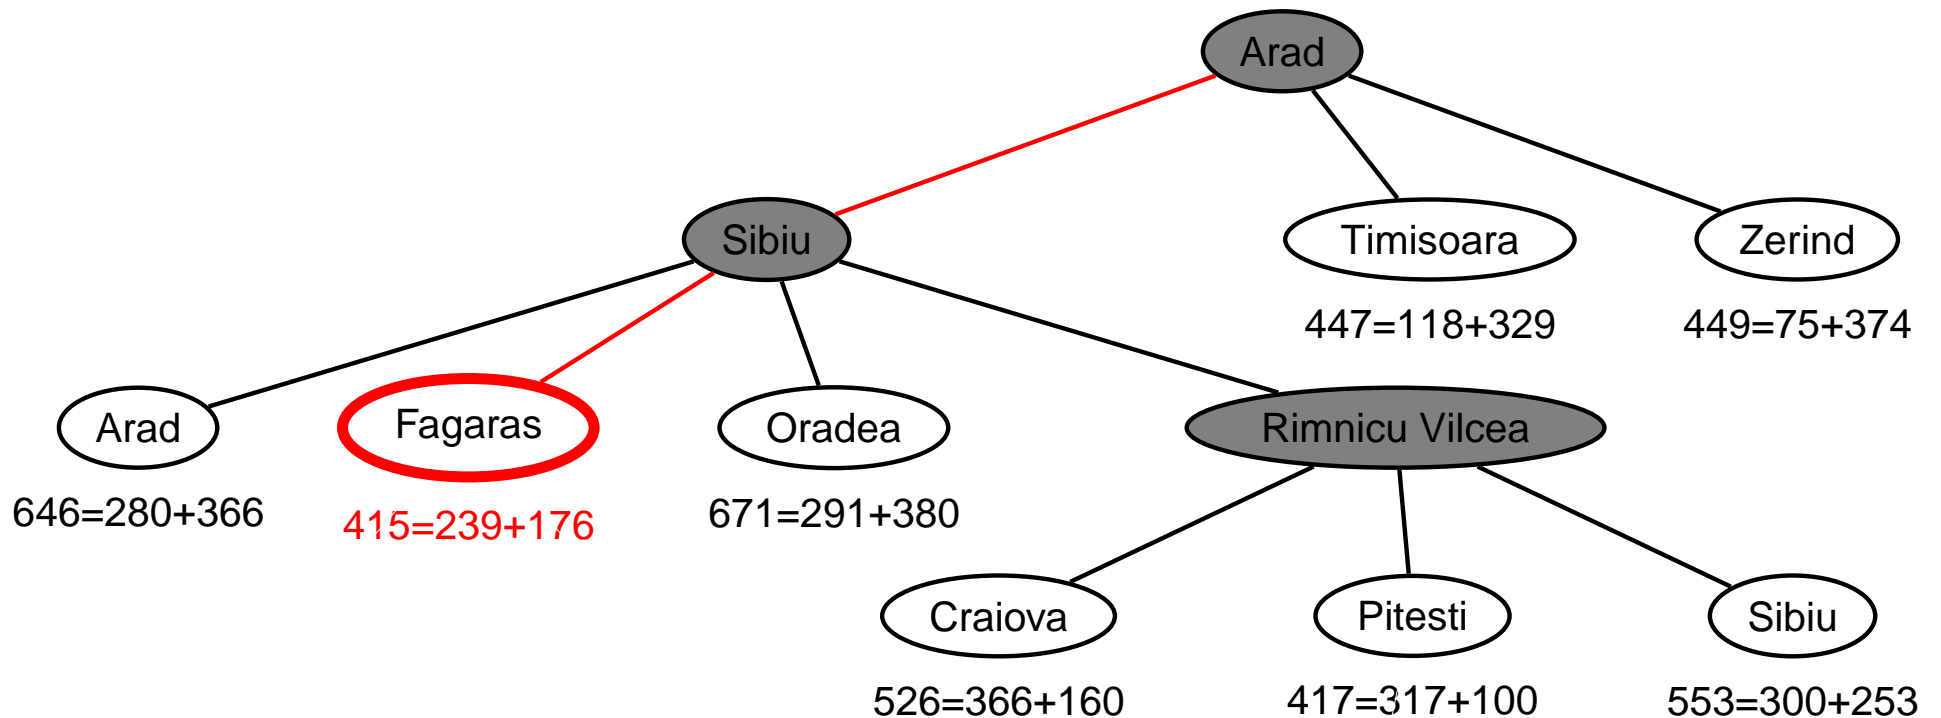 Arad
Sibiu
Timisoara
Zerind
447=118+329
449=75+374
Arad
Fagaras
Oradea
Rimnicu Vilcea
646=280+366
415=239+176
671=291+380
Craiova
Pitesti
Sibiu
526=366+160
417=317+100
553=300+253